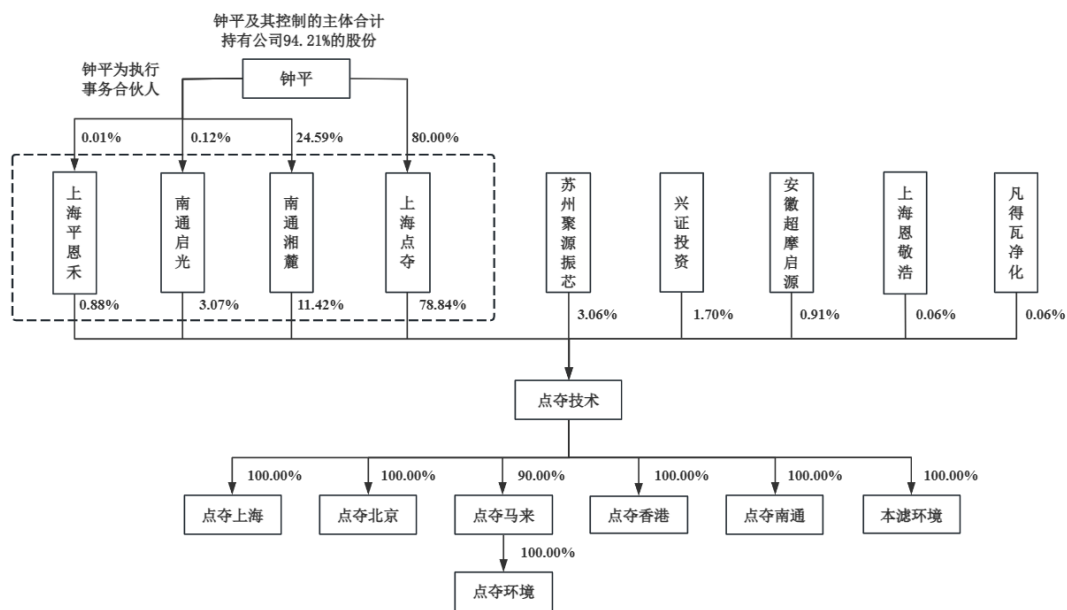 钟平及其控制的主体合计
持有公司94.21%的股份
钟平为执行
事务合伙人
钟平
0.01%
0.12%
24.59%
80.00%
上海平恩禾
南通启光
南通湘麓
上海点夺
苏州聚源振芯
兴证投资
安徽超摩启源
上海恩敬浩
凡得瓦净化
0.88%
3.07%
11.42%
78.84%
3.06%
1.70%
0.91%
0.06%
0.06%
点夺技术
100.00%
100.00%
90.00%
100.00%
100.00%
100.00%
点夺上海
点夺北京
点夺马来
点夺香港
点夺南通
本滤环境
100.00%
点夺环境